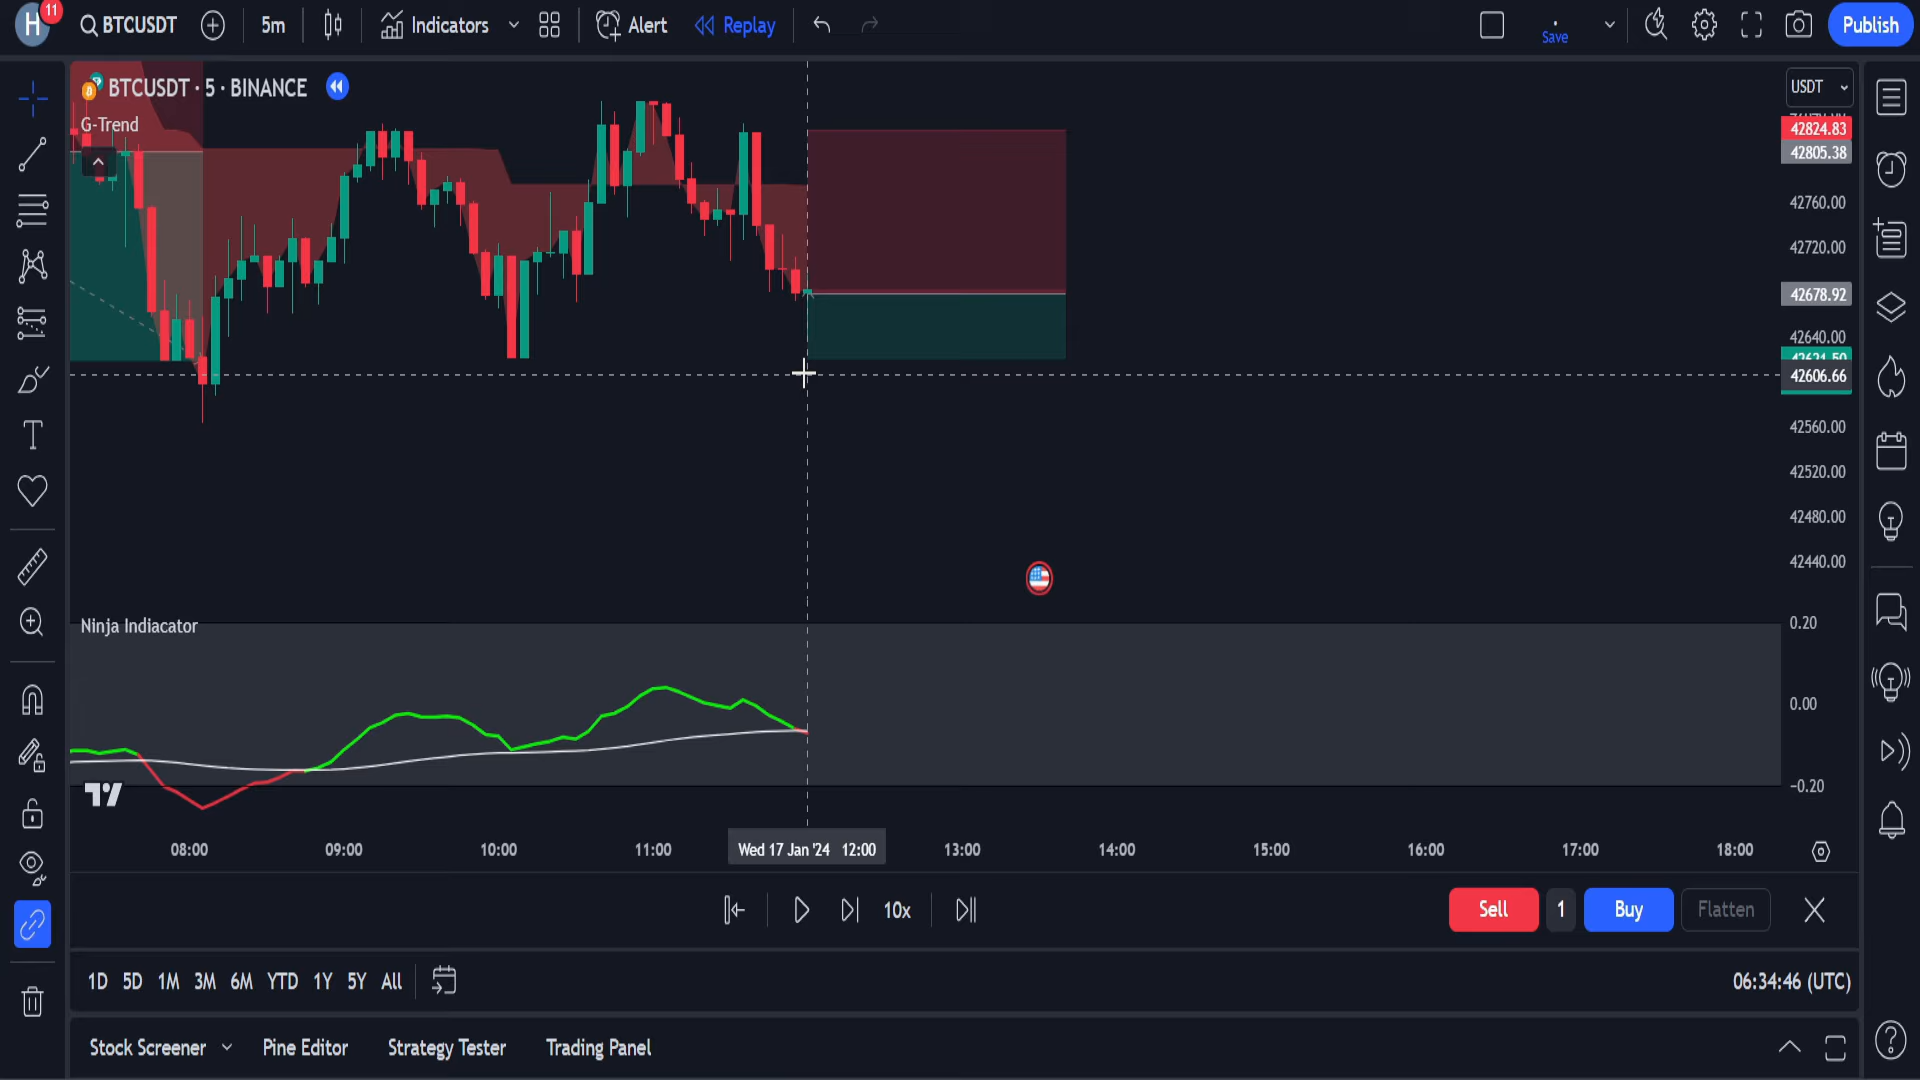 H 11 BTCUSDT 5m Indicators Alert Replay Save Publish
BTCUSDT · 5 · BINANCE
G-Trend
USDT
42824.83
42805.38
42760.00
42720.00
42678.92
42640.00
42621.50
42606.66
42560.00
42520.00
42480.00
42440.00
Ninja Indiacator
0.20
0.00
−0.20
08:00 09:00 10:00 11:00 Wed 17 Jan '24 12:00 13:00 14:00 15:00 16:00 17:00 18:00
10x Sell 1 Buy Flatten
1D 5D 1M 3M 6M YTD 1Y 5Y All 06:34:46 (UTC)
Stock Screener Pine Editor Strategy Tester Trading Panel